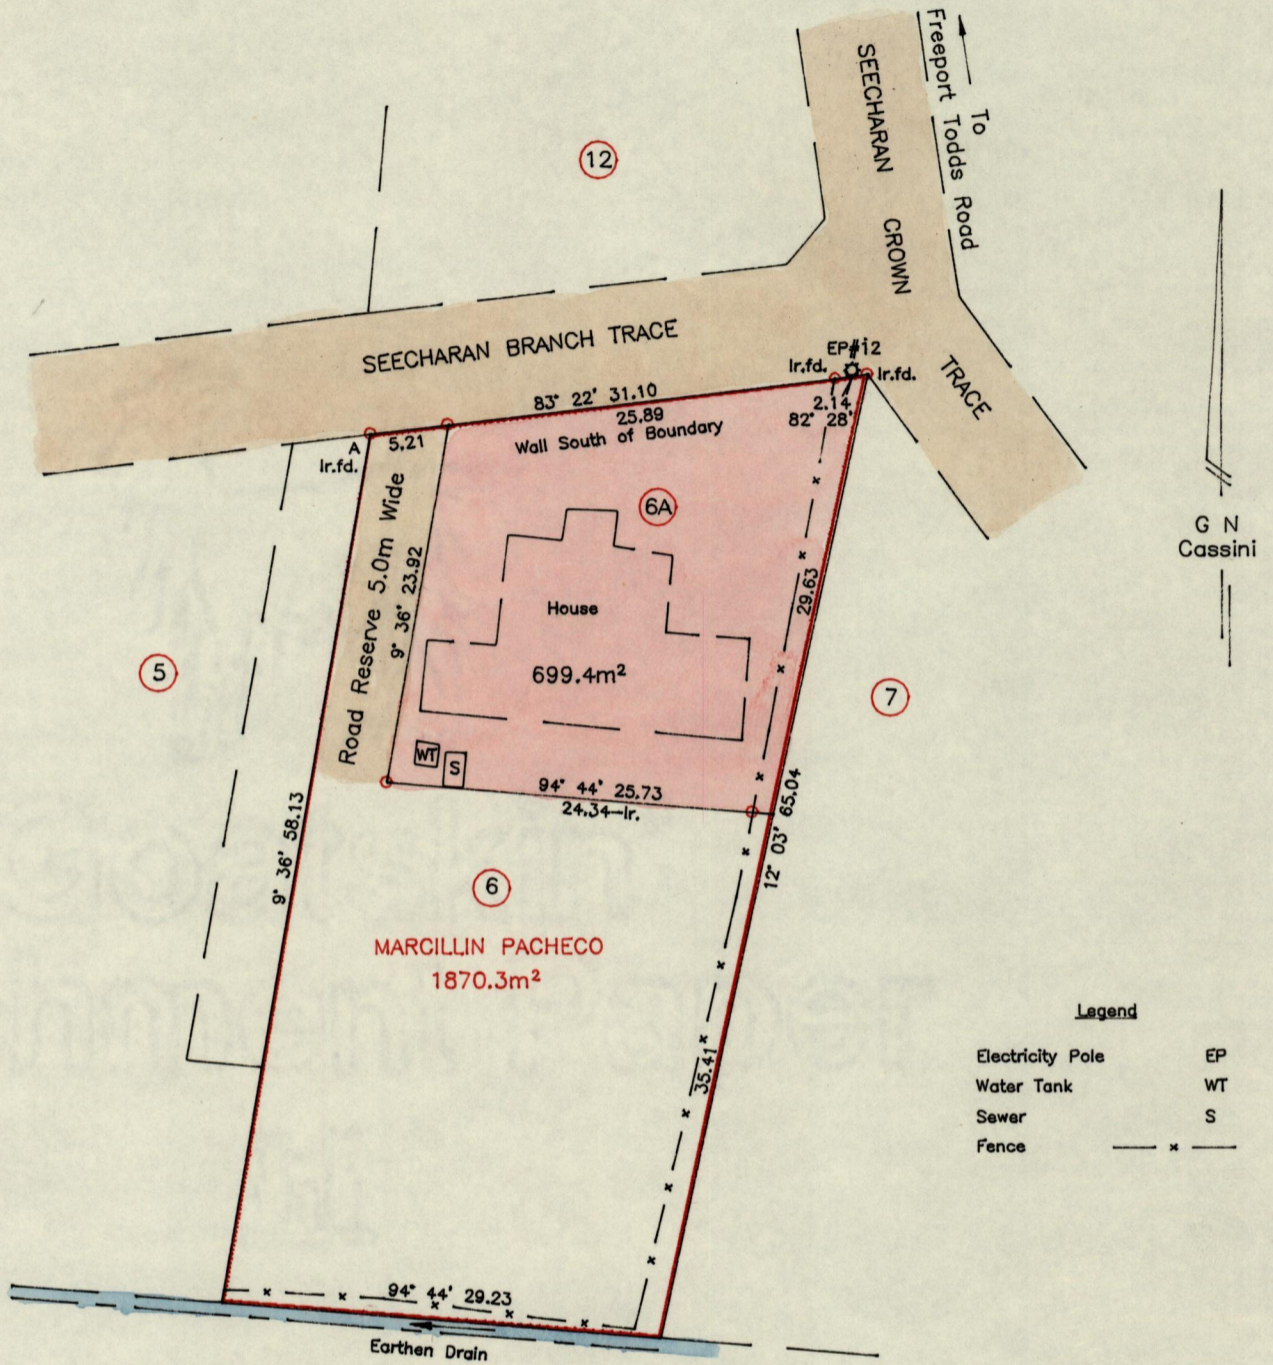 To
Freeport Todds Road
SEECHARAN CROWN TRACE
12
SEECHARAN BRANCH TRACE
EP#12
Ir.fd.
Ir.fd.
83° 22' 31.10
25.89
2.14
82° 28'
Wall South of Boundary
A
Ir.fd.
5.21
Road Reserve 5.0m Wide
9° 36' 23.92
6A
29.63
House
699.4m²
G N
Cassini
5
7
WT
S
94° 44' 25.73
24.34-Ir.
9° 36' 58.13
12° 03' 65.04
6
MARCILLIN PACHECO
1870.3m²
35.41
Legend
Electricity Pole EP
Water Tank WT
Sewer S
Fence x
94° 44' 29.23
Earthen Drain